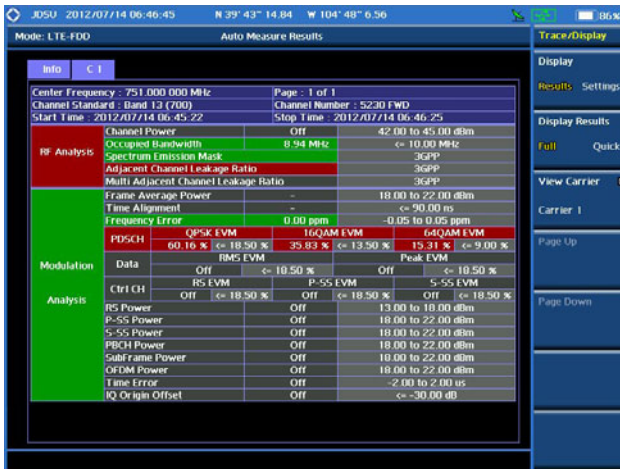 JDSU 2012/07/14 06:46:45 N 39° 43" 14.84 W 104° 48" 6.56 86%
Mode: LTE-FDD Auto Measure Results Trace/Display
Info C 1
Center Frequency : 751.000 000 MHz Page : 1 of 1
Channel Standard : Band 13 (700) Channel Number : 5230 FWD
Start Time : 2012/07/14 06:45:22 Stop Time : 2012/07/14 06:46:25
RF Analysis
Channel Power Off 42.00 to 45.00 dBm
Occupied Bandwidth 8.94 MHz <= 10.00 MHz
Spectrum Emission Mask 3GPP
Adjacent Channel Leakage Ratio 3GPP
Multi Adjacent Channel Leakage Ratio 3GPP
Modulation Analysis
Frame Average Power - 18.00 to 22.00 dBm
Time Alignment - <= 90.00 ns
Frequency Error 0.00 ppm -0.05 to 0.05 ppm
PDSCH QPSK EVM 16QAM EVM 64QAM EVM
60.16 % <= 18.50 % 35.83 % <= 13.50 % 15.31 % <= 9.00 %
Data RMS EVM Peak EVM
Off <= 18.50 % Off <= 18.50 %
Ctrl CH RS EVM P-SS EVM S-SS EVM
Off <= 18.50 % Off <= 18.50 % Off <= 18.50 %
RS Power Off 13.00 to 18.00 dBm
P-SS Power Off 18.00 to 22.00 dBm
S-SS Power Off 18.00 to 22.00 dBm
PBCH Power Off 18.00 to 22.00 dBm
SubFrame Power Off 18.00 to 22.00 dBm
OFDM Power Off 18.00 to 22.00 dBm
Time Error Off -2.00 to 2.00 us
IQ Origin Offset Off <= -30.00 dB
Display
Results Settings
Display Results
Full Quick
View Carrier
Carrier 1
Page Up
Page Down